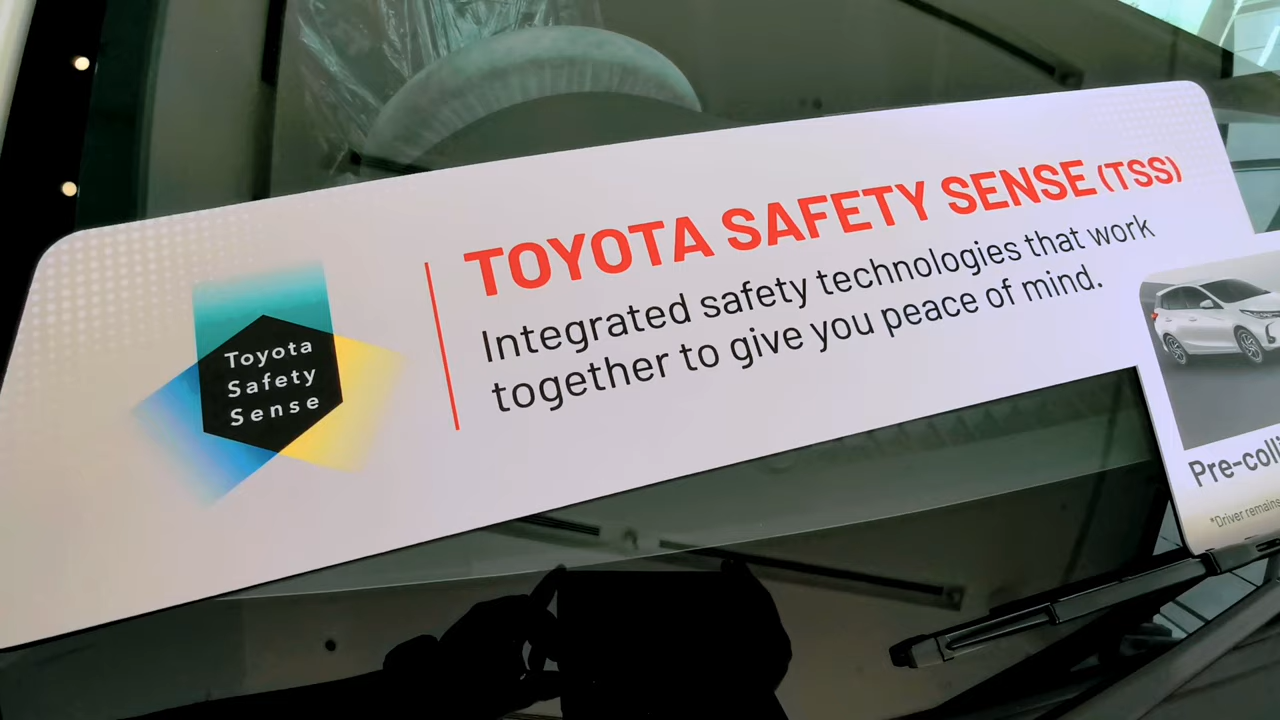 TOYOTA SAFETY SENSE (TSS)
Integrated safety technologies that work
together to give you peace of mind.
Toyota
Safety
Sense
Pre-colli
*Driver remains